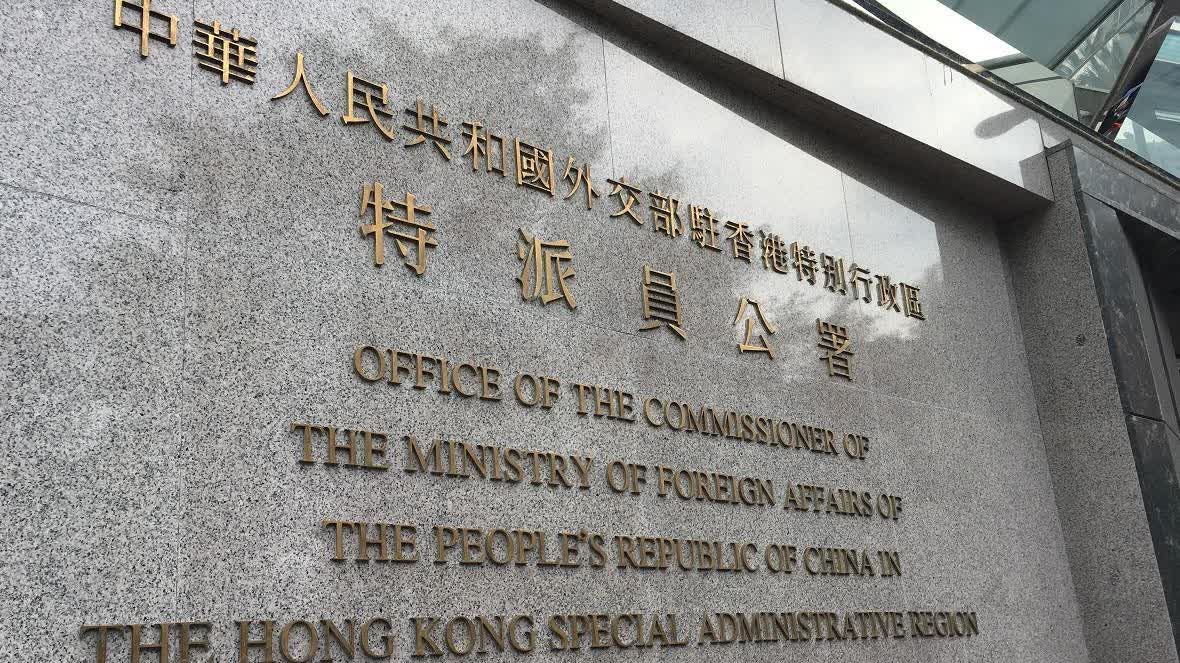 中華人民共和國外交部駐香港特別行政區
特派員公署
OFFICE OF THE COMMISSIONER OF
THE MINISTRY OF FOREIGN AFFAIRS OF
THE PEOPLE'S REPUBLIC OF CHINA IN
THE HONG KONG SPECIAL ADMINISTRATIVE REGION